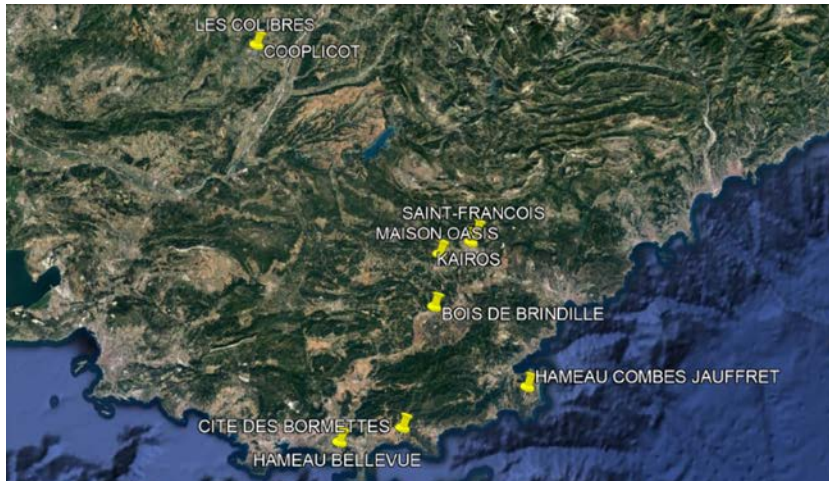 LES COLIBRES
COOPLICOT
SAINT-FRANCOIS
MAISON OASIS
KAIROS
BOIS DE BRINDILLE
HAMEAU COMBES JAUFFRET
CITE DES BORMETTES
HAMEAU BELLEVUE